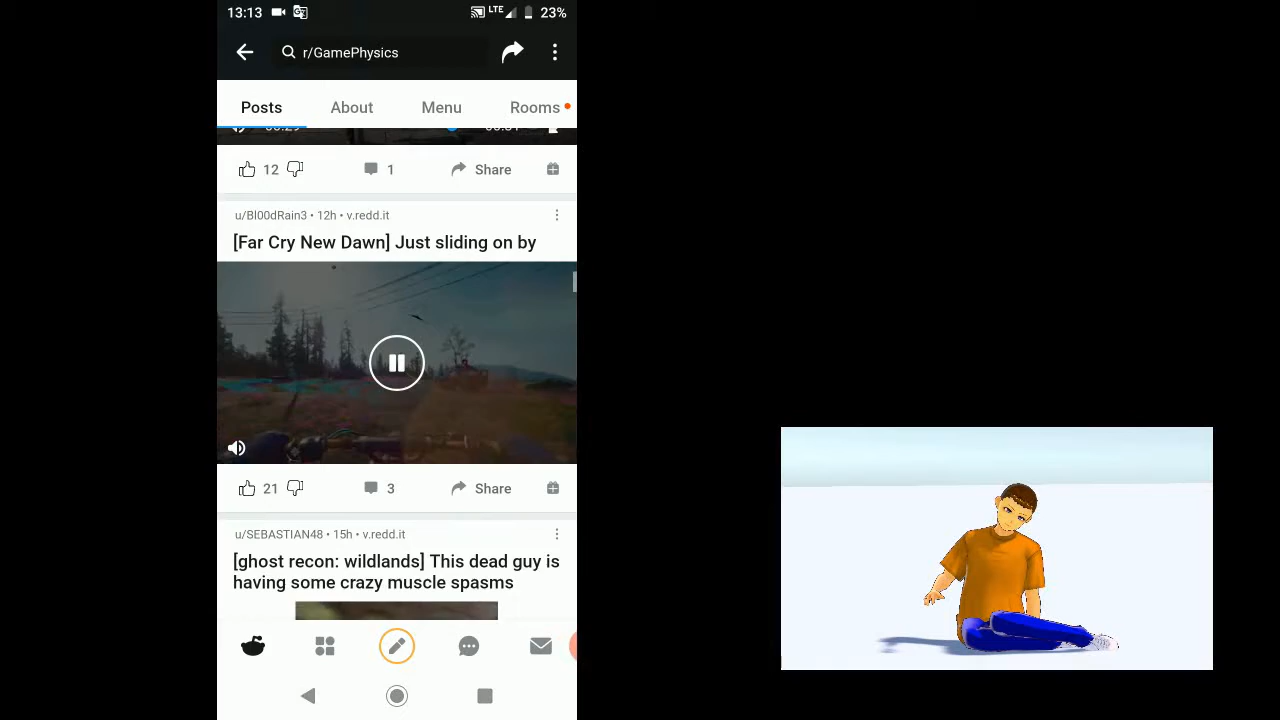 13:13
LTE
23%
r/GamePhysics
Posts About Menu Rooms
12 1 Share
u/Bl00dRain3 • 12h • v.redd.it
[Far Cry New Dawn] Just sliding on by
21 3 Share
u/SEBASTIAN48 • 15h • v.redd.it
[ghost recon: wildlands] This dead guy is
having some crazy muscle spasms